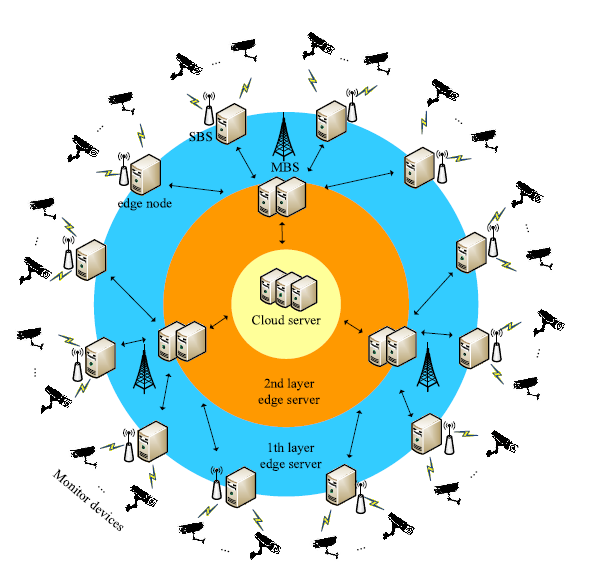 SBS
MBS
edge node
Cloud server
2nd layer
edge server
1th layer
edge server
Monitor devices